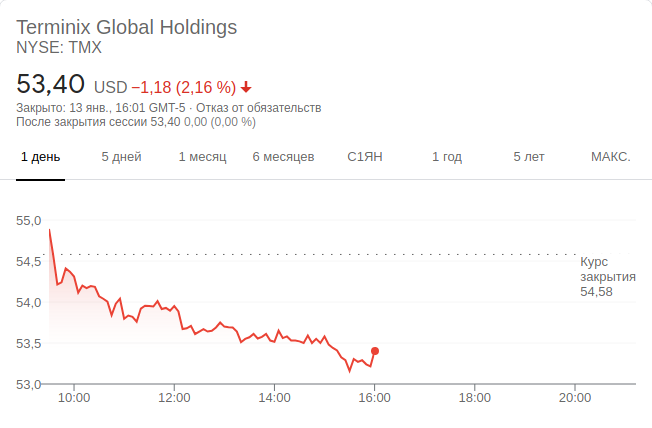 Terminix Global Holdings
NYSE: TMX
53,40 USD −1,18 (2,16 %)
Закрыто: 13 янв., 16:01 GMT-5 · Отказ от обязательств
После закрытия сессии 53,40 0,00 (0,00 %)
1 день 5 дней 1 месяц 6 месяцев С1ЯН 1 год 5 лет МАКС.
55,0
54,5
Курс
закрытия
54,58
54,0
53,5
53,0
10:00 12:00 14:00 16:00 18:00 20:00